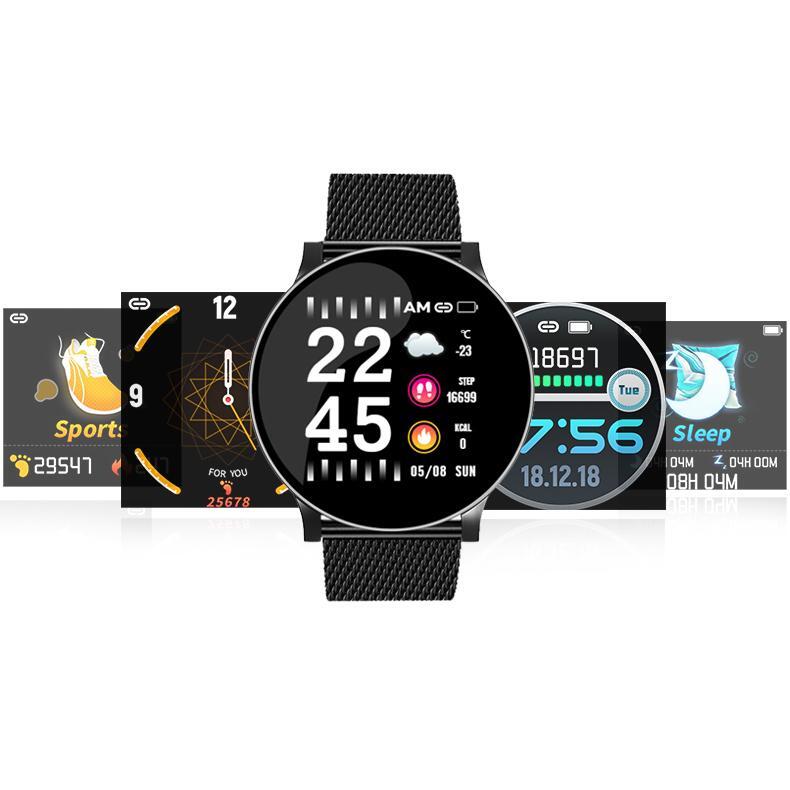 Sports
29547
12
9
FOR YOU
25678
AM
22
45
℃
-23
STEP
16699
KCAL
0
05/08 SUN
18697
Tue
7:56
18.12.18
Sleep
04H 04M
04H 00M
08H 04M